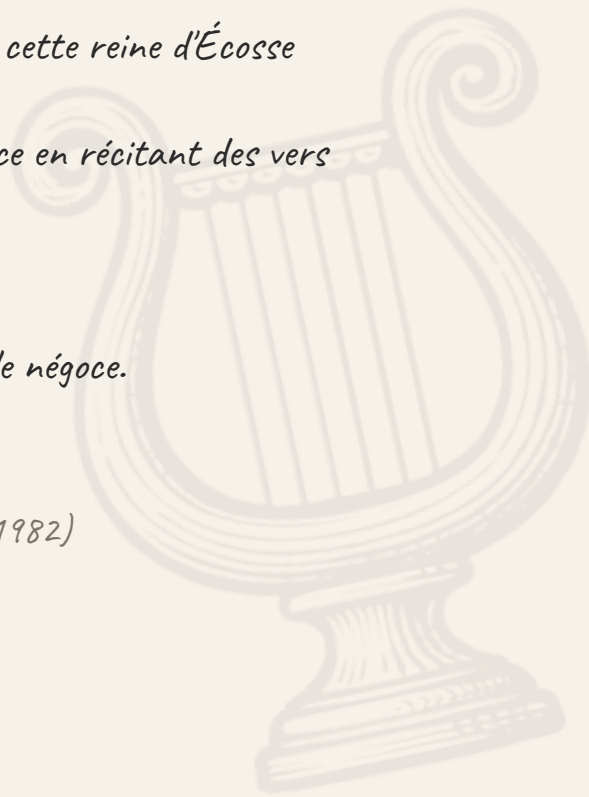 cette reine d'Écosse
ce en récitant des vers
le négoce.
1982)